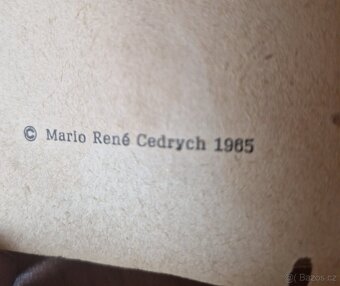 © Mario René Cedrych 1965
Bazos.cz